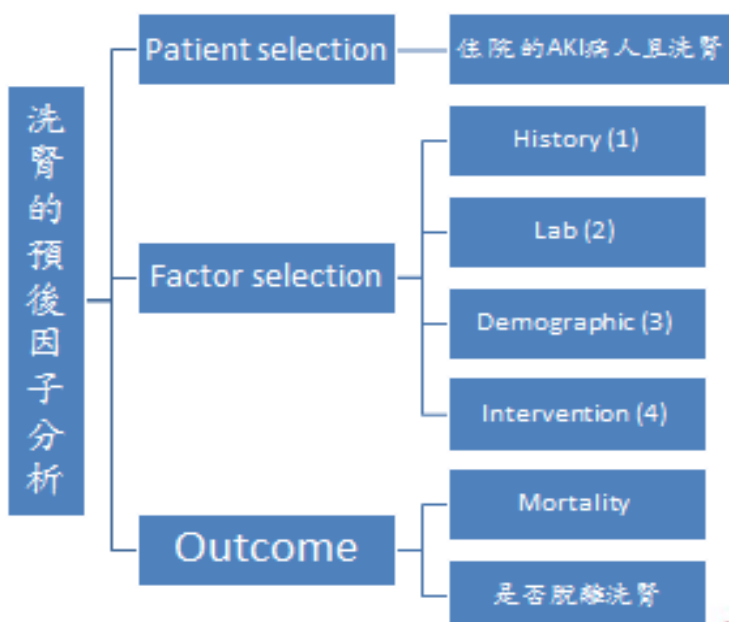 洗腎的預後因子分析
Patient selection
住院的AKI病人且洗腎
Factor selection
History (1)
Lab (2)
Demographic (3)
Intervention (4)
Outcome
Mortality
是否脫離洗腎